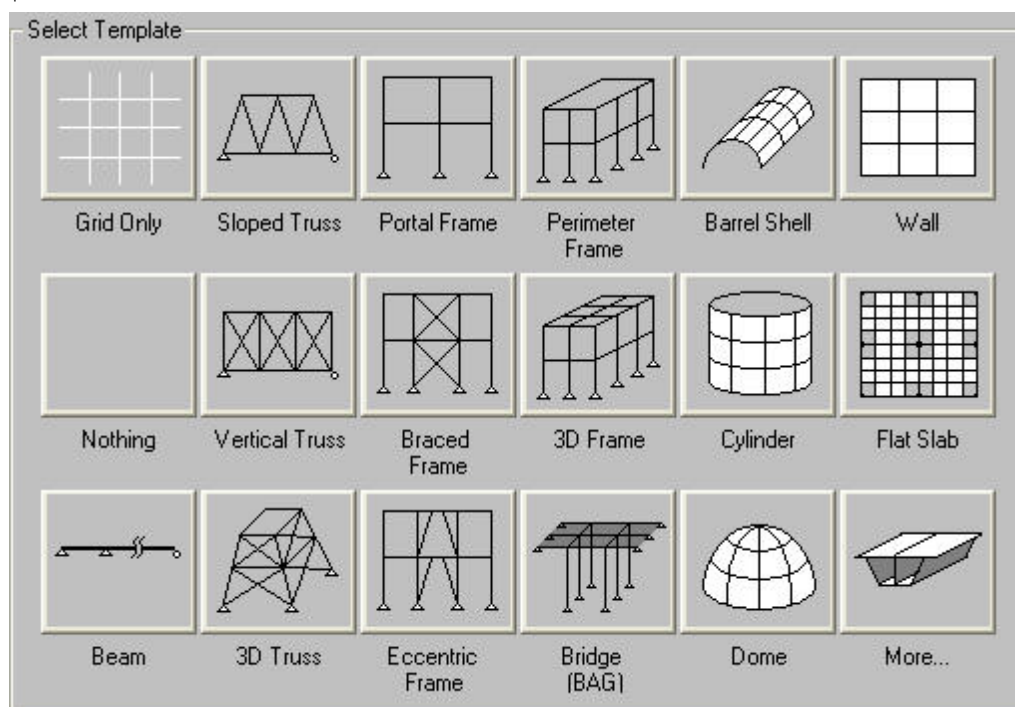 Select Template
Grid Only
Sloped Truss
Portal Frame
Perimeter
Frame
Barrel Shell
Wall
Nothing
Vertical Truss
Braced
Frame
3D Frame
Cylinder
Flat Slab
Beam
3D Truss
Eccentric
Frame
Bridge
(BAG)
Dome
More...